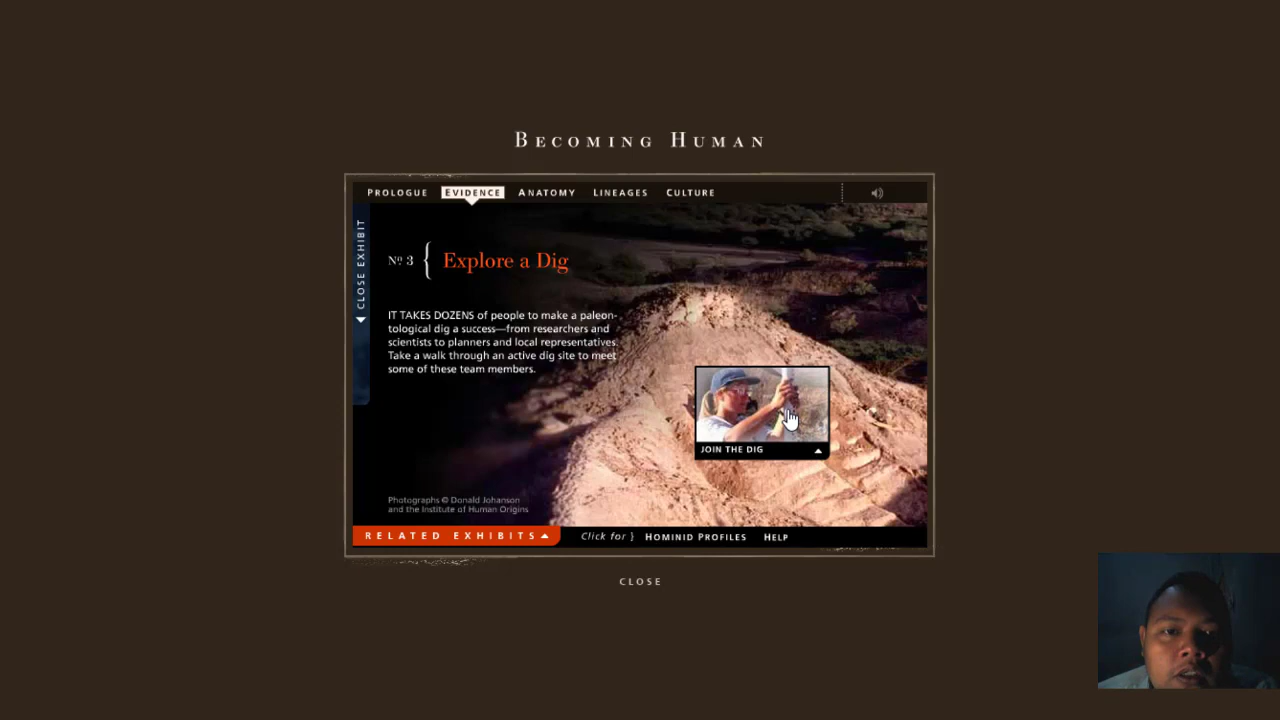 Becoming Human
Prologue Evidence Anatomy Lineages Culture
CLOSE EXHIBIT
Nº 3 { Explore a Dig
IT TAKES DOZENS of people to make a paleon-
tological dig a success—from researchers and
scientists to planners and local representatives.
Take a walk through an active dig site to meet
some of these team members.
JOIN THE DIG
Photographs © Donald Johanson
and the Institute of Human Origins
RELATED EXHIBITS
Click for } Hominid Profiles Help
CLOSE